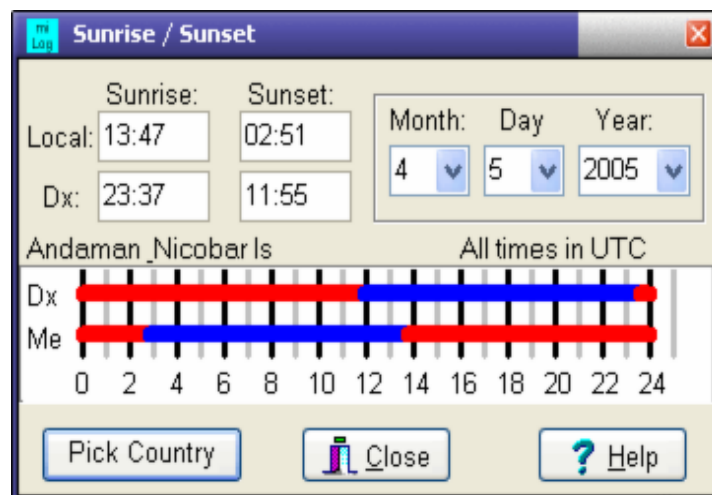 mi
Log
Sunrise / Sunset
Sunrise: Sunset:
Local: 13:47 02:51
Dx: 23:37 11:55
Month: Day Year:
4 5 2005
Andaman_Nicobar Is All times in UTC
Dx
Me
0 2 4 6 8 10 12 14 16 18 20 22 24
Pick Country Close ? Help